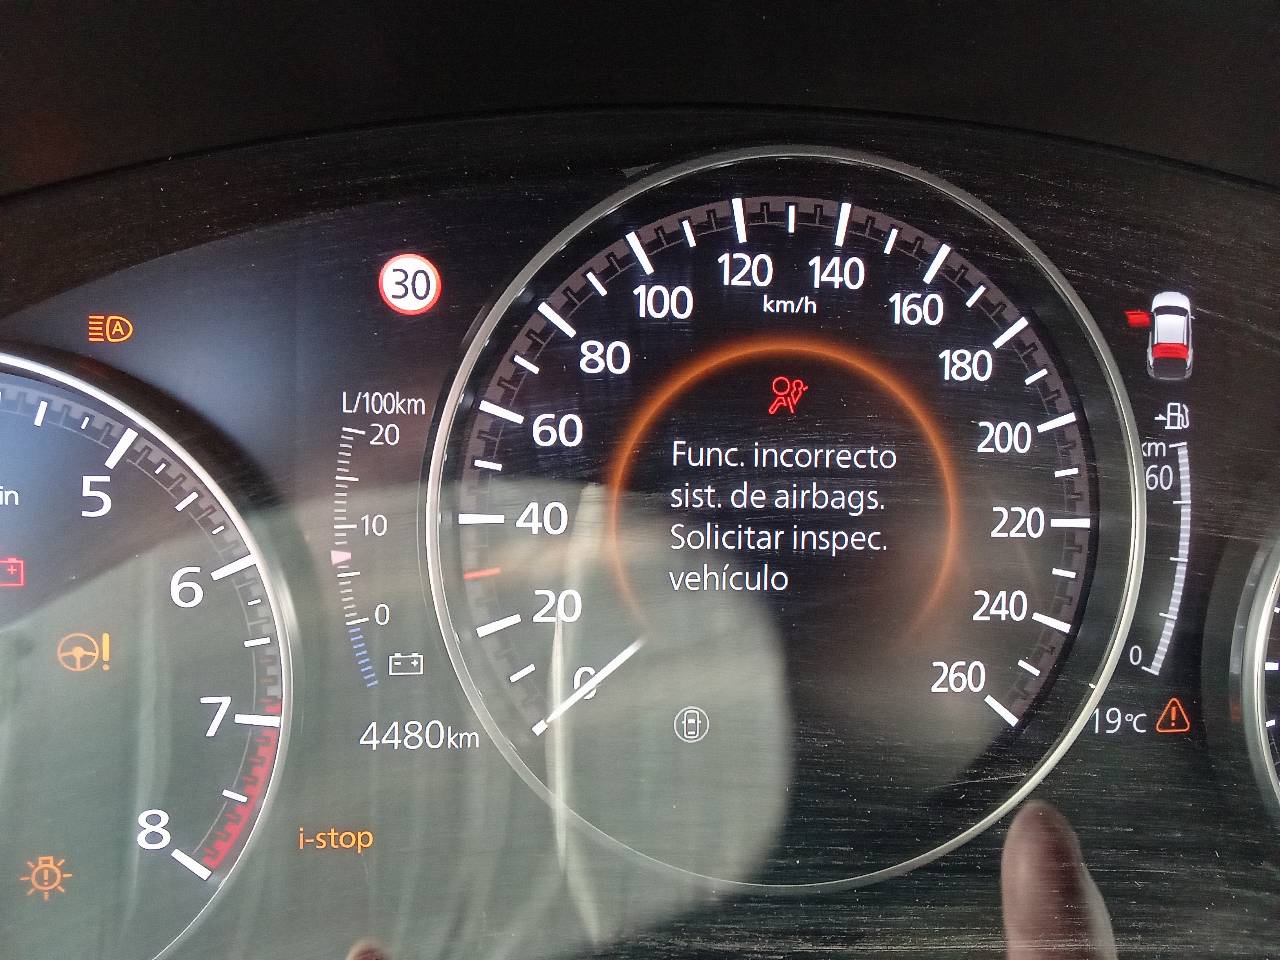 30
A
L/100km
20
10
0
5
6
7
8
in
0
20
40
60
80
100
120
140
160
180
200
220
240
260
km/h
Func. incorrecto
sist. de airbags.
Solicitar inspec.
vehículo
4480km
i-stop
km
60
0
19°C